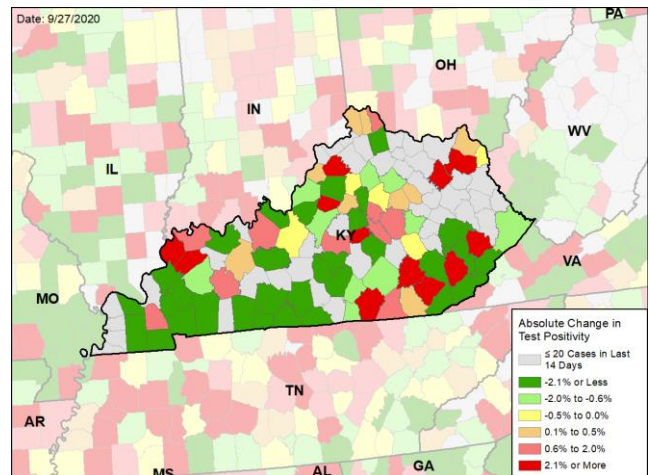 Date: 9/27/2020
PA
OH
IN
WV
IL
KY
VA
MO
TN
AR
MS
AL
GA
Absolute Change in
Test Positivity
≤ 20 Cases in Last
14 Days
-2.1% or Less
-2.0% to -0.6%
-0.5% to 0.0%
0.1% to 0.5%
0.6% to 2.0%
2.1% or More